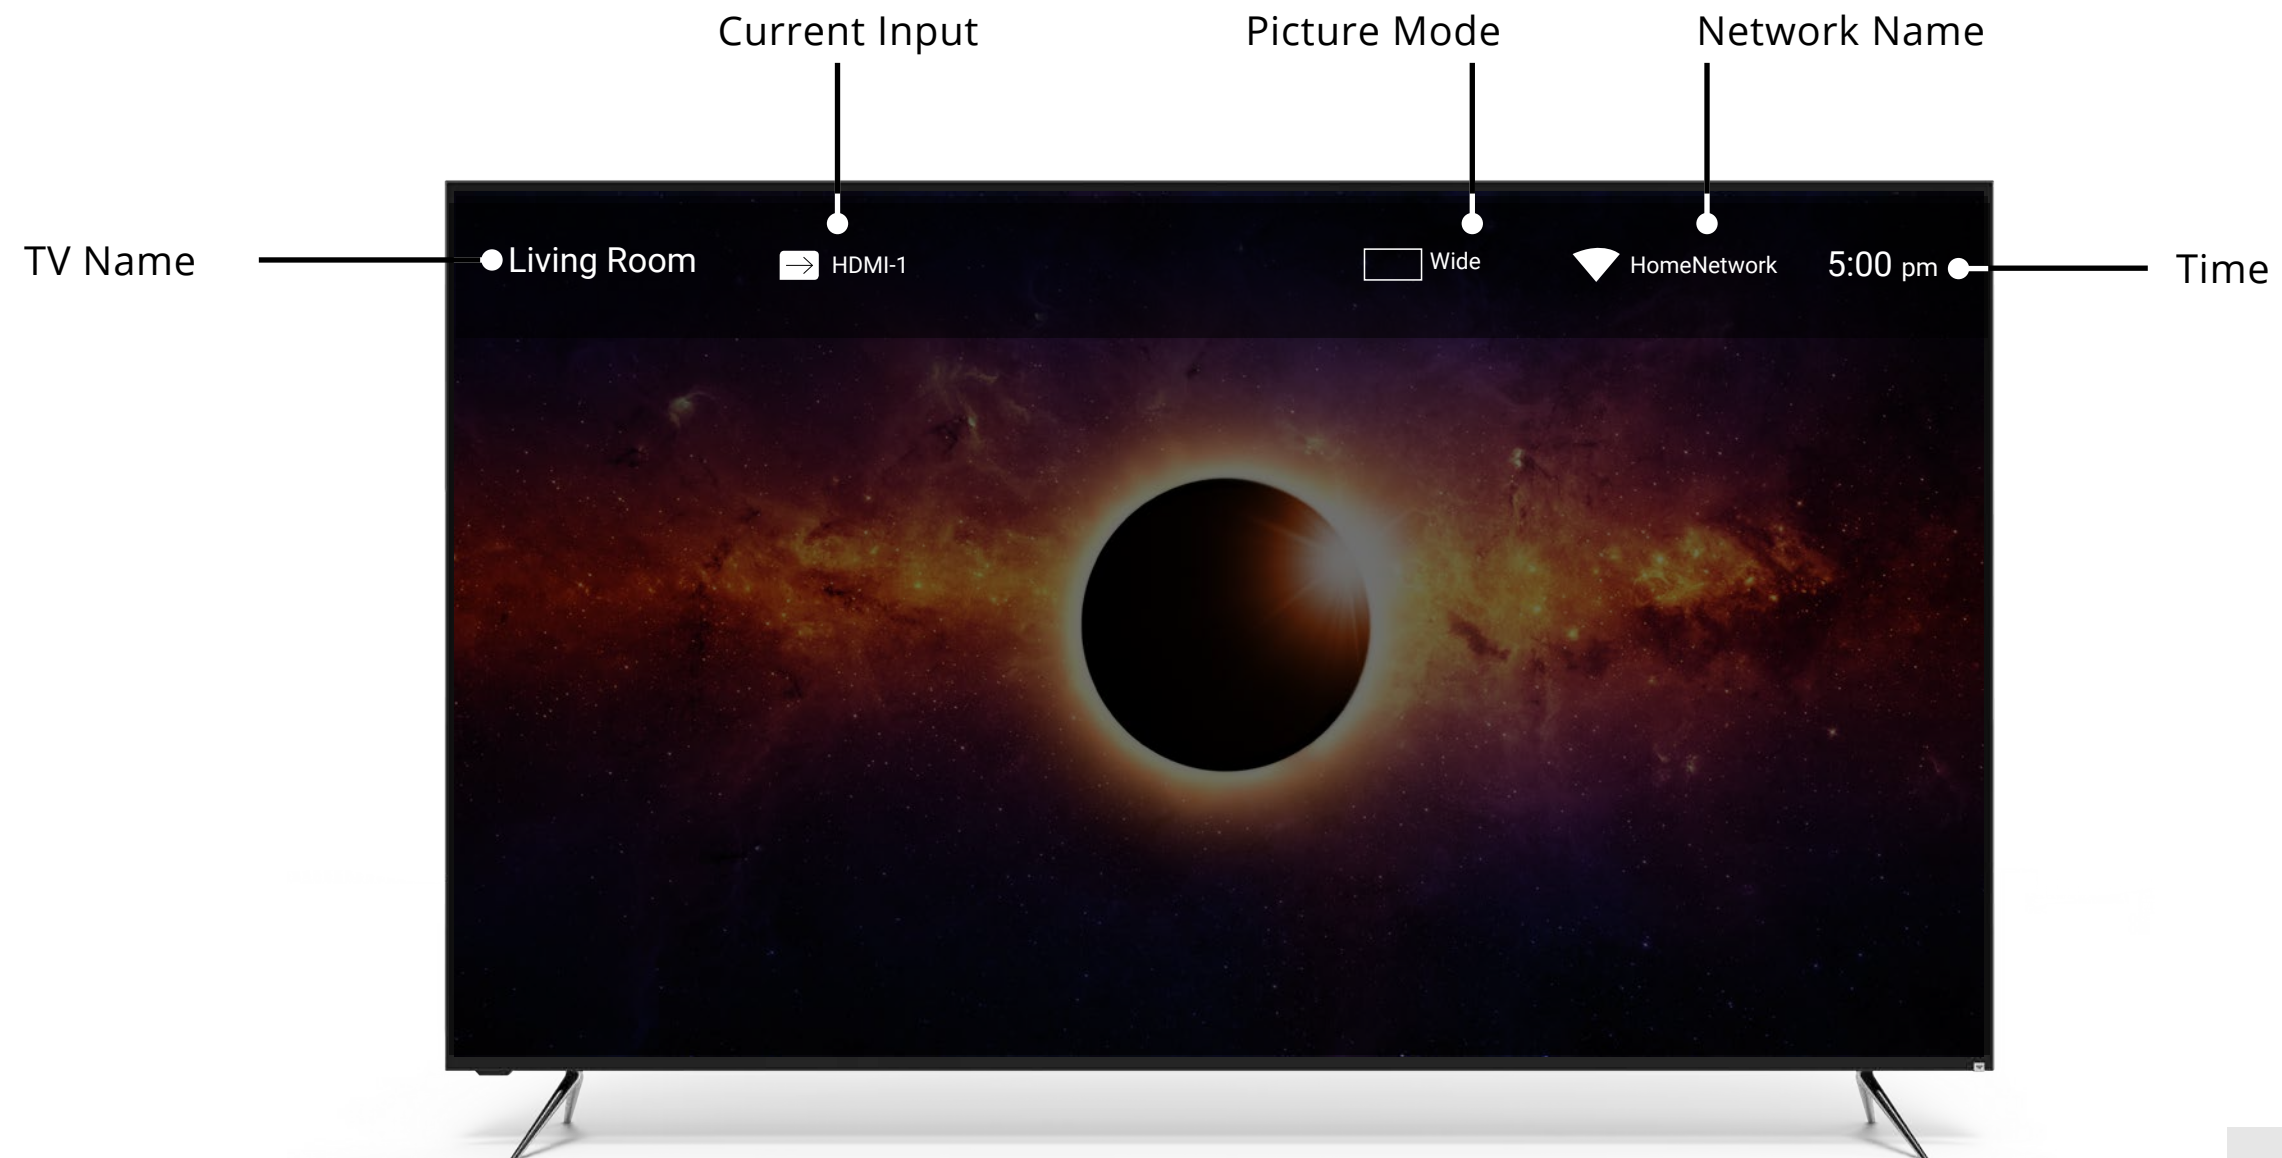 Current Input
Picture Mode
Network Name
TV Name
Living Room
HDMI-1
Wide
HomeNetwork
5:00 pm
Time